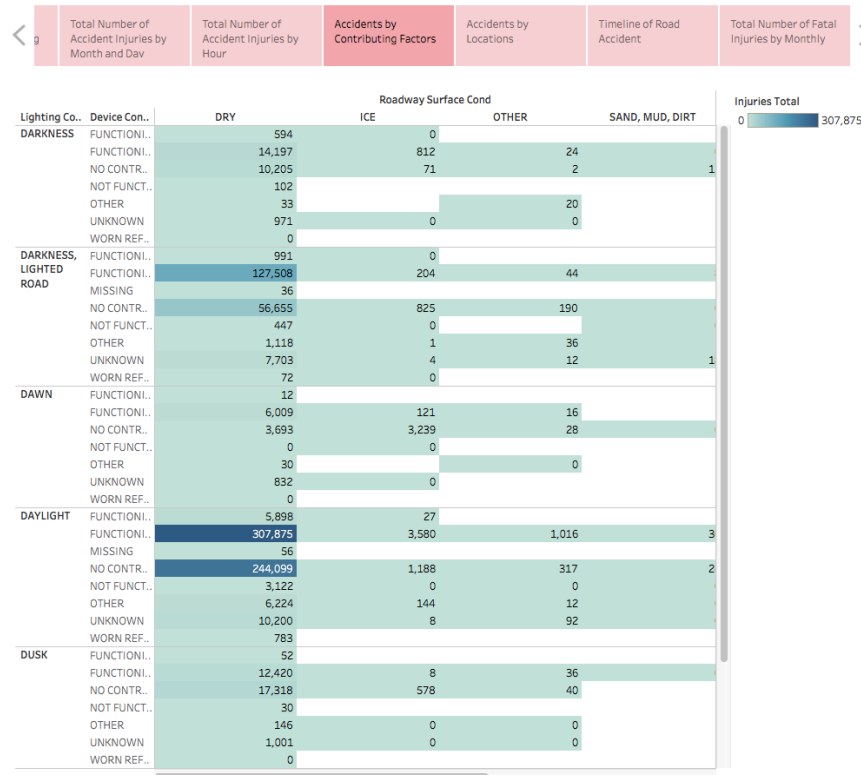 g
Total Number of
Accident Injuries by
Month and Day
Total Number of
Accident Injuries by
Hour
Accidents by
Contributing Factors
Accidents by
Locations
Timeline of Road
Accident
Total Number of Fatal
Injuries by Monthly
Roadway Surface Cond
Lighting Co.. Device Con.. DRY ICE OTHER SAND, MUD, DIRT
Injuries Total
0 307,875
DARKNESS FUNCTIONI.. 594 0
FUNCTIONI.. 14,197 812 24
NO CONTR.. 10,205 71 2 1
NOT FUNCT.. 102
OTHER 33 20
UNKNOWN 971 0 0
WORN REF.. 0
DARKNESS, LIGHTED ROAD FUNCTIONI.. 991 0
FUNCTIONI.. 127,508 204 44
MISSING 36
NO CONTR.. 56,655 825 190
NOT FUNCT.. 447 0
OTHER 1,118 1 36
UNKNOWN 7,703 4 12 1
WORN REF.. 72 0
DAWN FUNCTIONI.. 12
FUNCTIONI.. 6,009 121 16
NO CONTR.. 3,693 3,239 28
NOT FUNCT.. 0 0
OTHER 30 0
UNKNOWN 832 0
WORN REF.. 0
DAYLIGHT FUNCTIONI.. 5,898 27
FUNCTIONI.. 307,875 3,580 1,016 3
MISSING 56
NO CONTR.. 244,099 1,188 317 2
NOT FUNCT.. 3,122 0 0
OTHER 6,224 144 12
UNKNOWN 10,200 8 92
WORN REF.. 783
DUSK FUNCTIONI.. 52
FUNCTIONI.. 12,420 8 36
NO CONTR.. 17,318 578 40
NOT FUNCT.. 30
OTHER 146 0 0
UNKNOWN 1,001 0 0
WORN REF.. 0